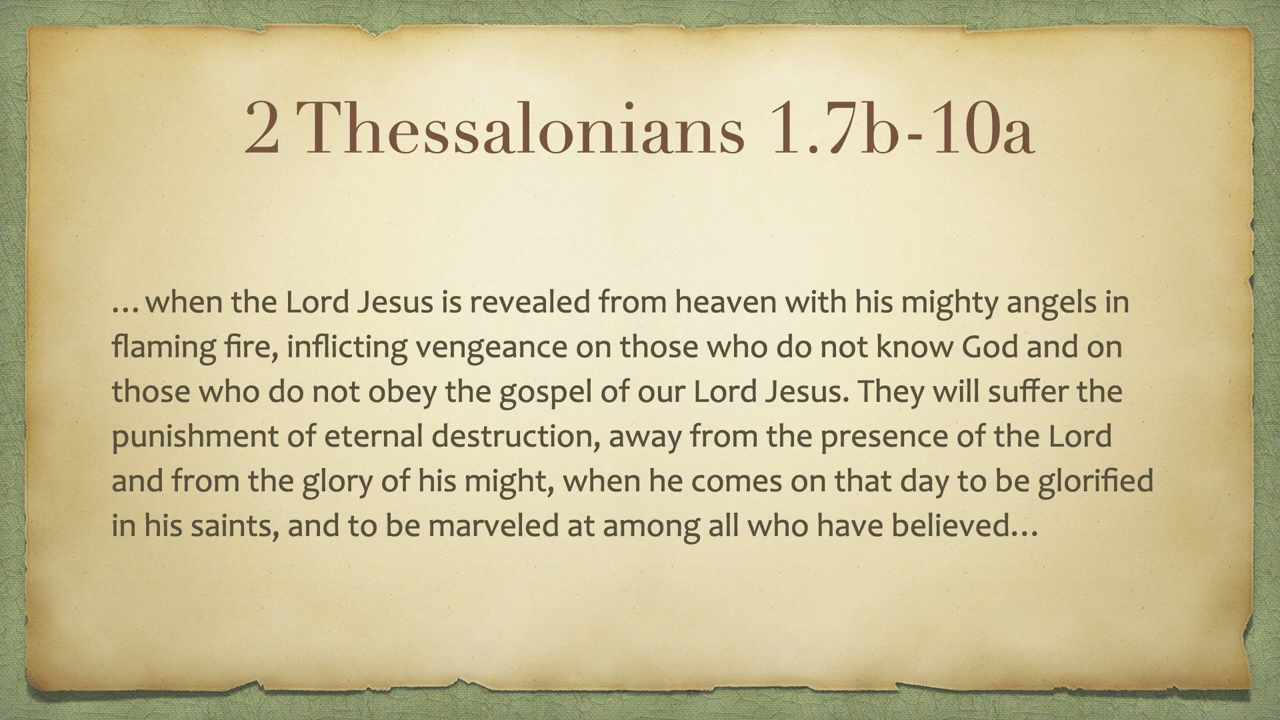 2 Thessalonians 1.7b-10a
…when the Lord Jesus is revealed from heaven with his mighty angels in
flaming fire, inflicting vengeance on those who do not know God and on
those who do not obey the gospel of our Lord Jesus. They will suffer the
punishment of eternal destruction, away from the presence of the Lord
and from the glory of his might, when he comes on that day to be glorified
in his saints, and to be marveled at among all who have believed…